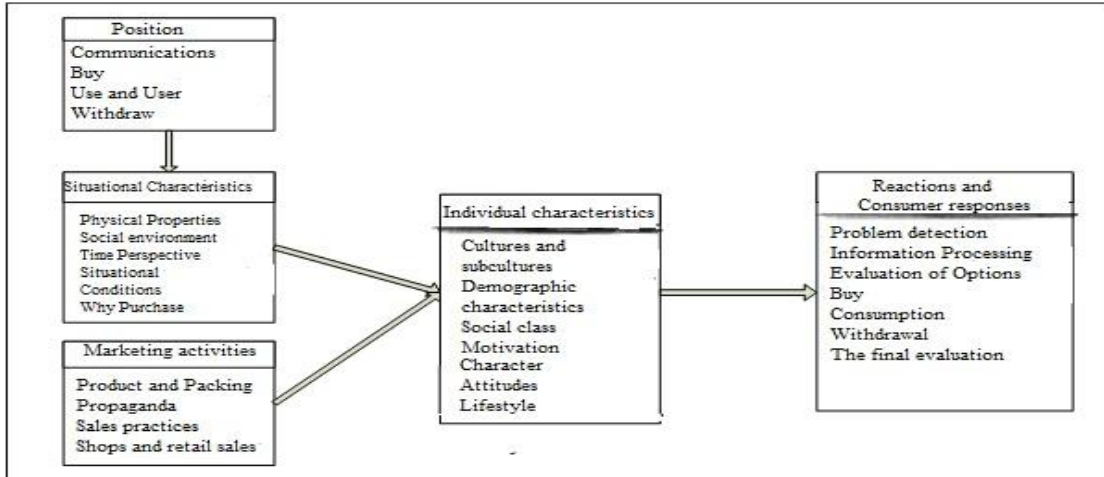 Position
Communications
Buy
Use and User
Withdraw
Situational Characteristics
Physical Properties
Social environment
Time Perspective
Situational
Conditions
Why Purchase
Marketing activities
Product and Packing
Propaganda
Sales practices
Shops and retail sales
Individual characteristics
Cultures and
subcultures
Demographic
characteristics
Social class
Motivation
Character
Attitudes
Lifestyle
Reactions and
Consumer responses
Problem detection
Information Processing
Evaluation of Options
Buy
Consumption
Withdrawal
The final evaluation